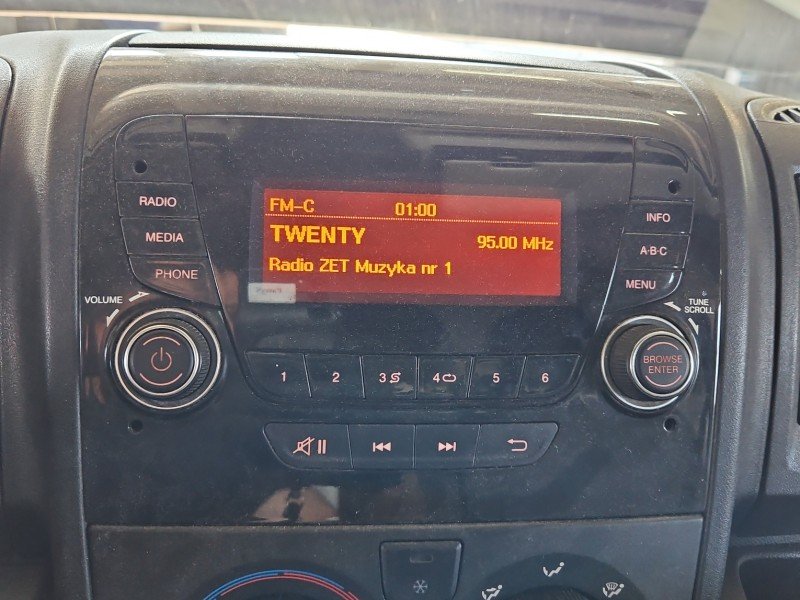 FM-C 01:00
TWENTY 95.00 MHz
Radio ZET Muzyka nr 1
RADIO
MEDIA
PHONE
VOLUME
INFO
A·B·C
MENU
TUNE
SCROLL
BROWSE
ENTER
1 2 3 4 5 6